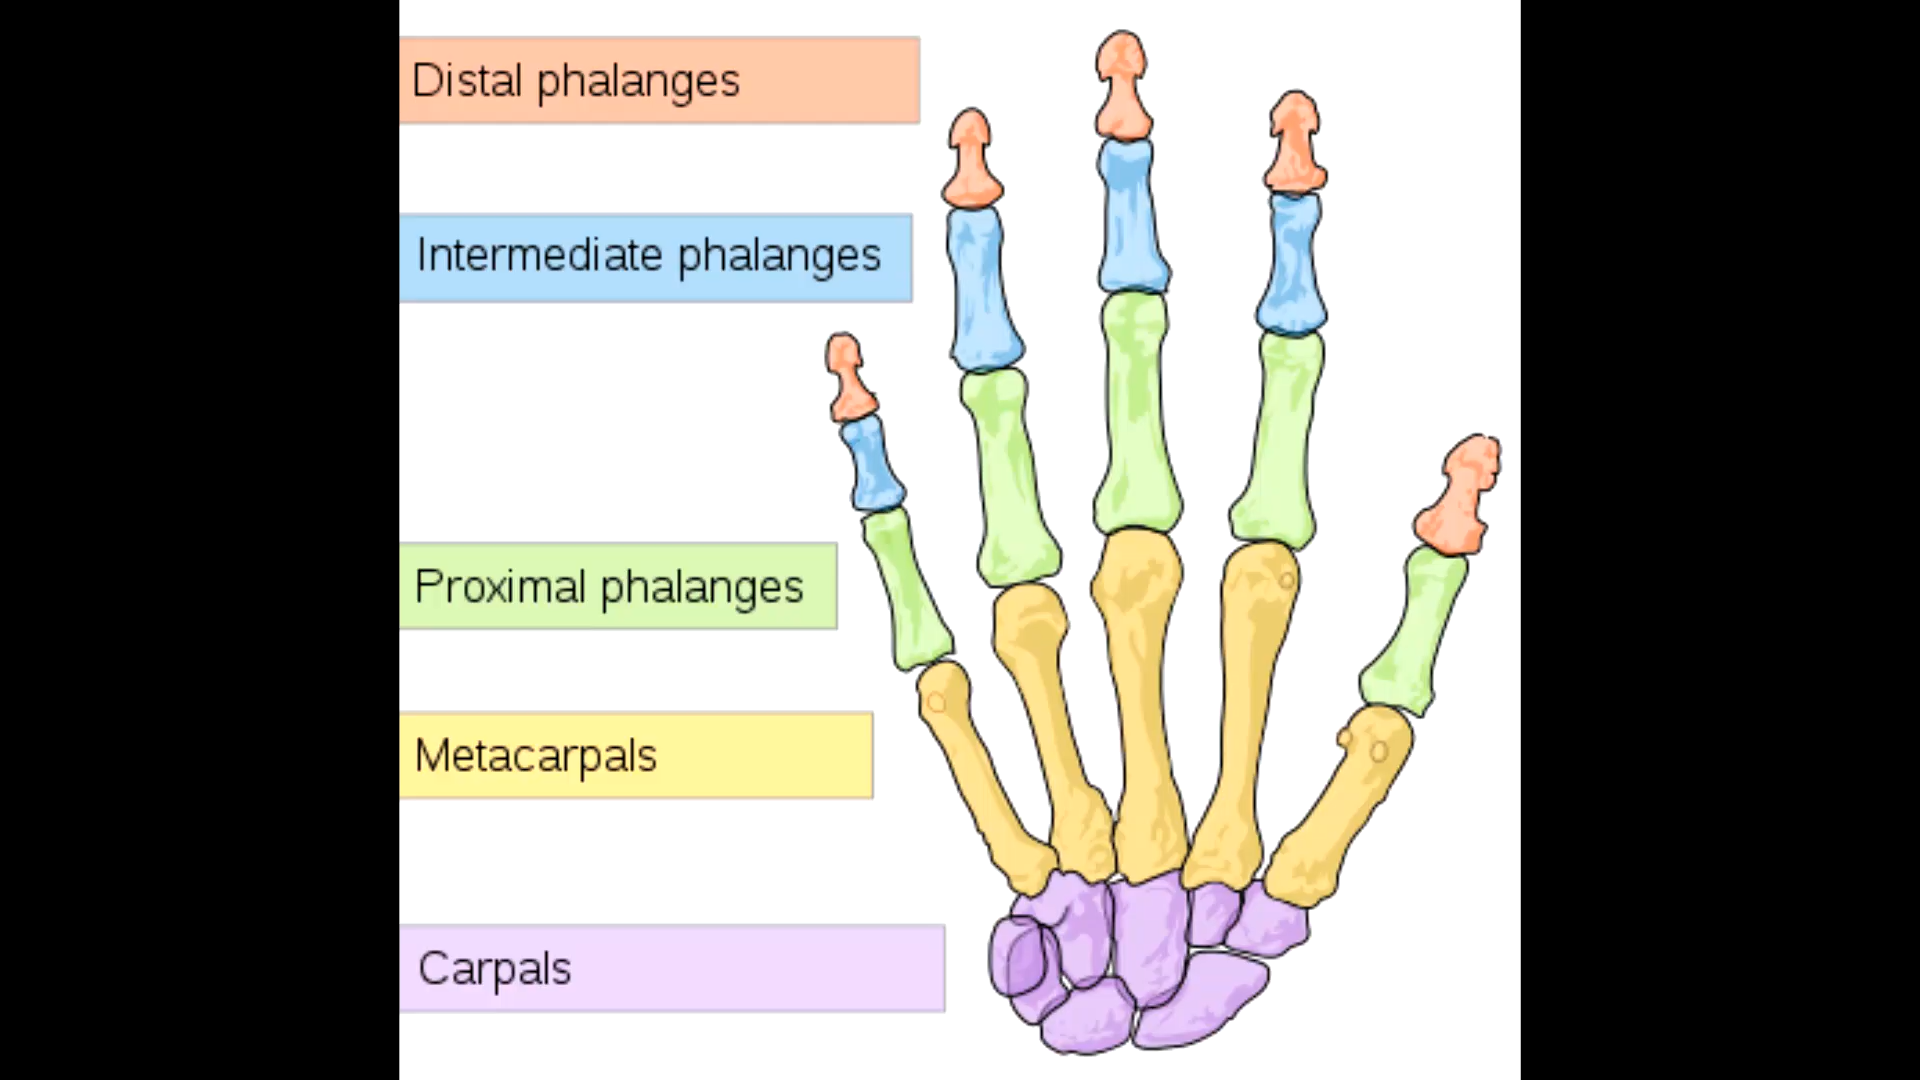 Distal phalanges
Intermediate phalanges
Proximal phalanges
Metacarpals
Carpals